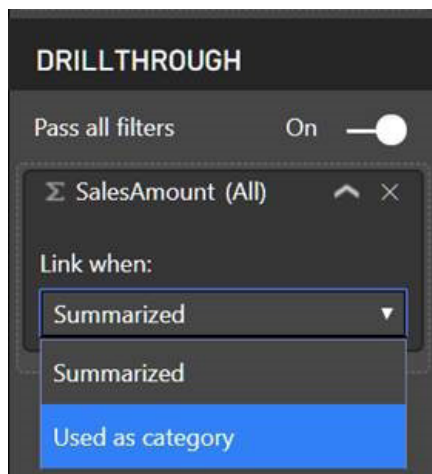 DRILLTHROUGH
Pass all filters On
Σ SalesAmount (All)
Link when:
Summarized
Summarized
Used as category